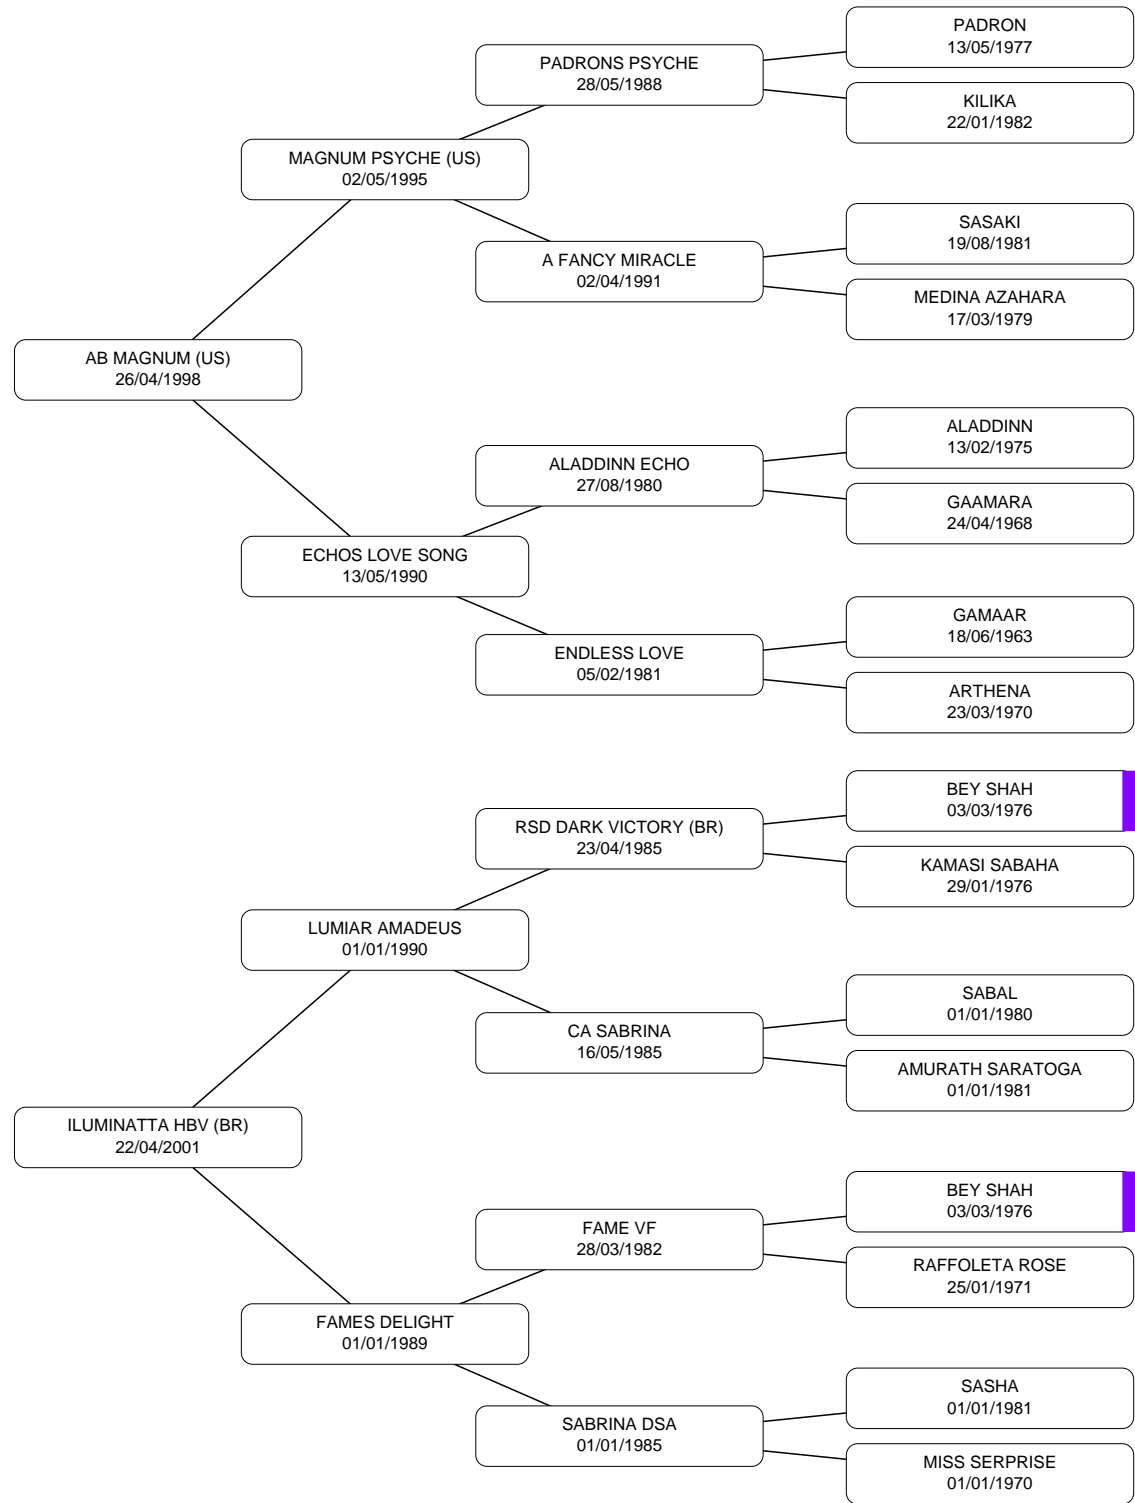 PADRON
13/05/1977
PADRONS PSYCHE
28/05/1988
KILIKA
22/01/1982
MAGNUM PSYCHE (US)
02/05/1995
SASAKI
19/08/1981
A FANCY MIRACLE
02/04/1991
MEDINA AZAHARA
17/03/1979
AB MAGNUM (US)
26/04/1998
ALADDINN
13/02/1975
ALADDINN ECHO
27/08/1980
GAAMARA
24/04/1968
ECHOS LOVE SONG
13/05/1990
GAMAAR
18/06/1963
ENDLESS LOVE
05/02/1981
ARTHENA
23/03/1970
BEY SHAH
03/03/1976
RSD DARK VICTORY (BR)
23/04/1985
KAMASI SABAHA
29/01/1976
LUMIAR AMADEUS
01/01/1990
SABAL
01/01/1980
CA SABRINA
16/05/1985
AMURATH SARATOGA
01/01/1981
ILUMINATTA HBV (BR)
22/04/2001
BEY SHAH
03/03/1976
FAME VF
28/03/1982
RAFFOLETA ROSE
25/01/1971
FAMES DELIGHT
01/01/1989
SASHA
01/01/1981
SABRINA DSA
01/01/1985
MISS SERPRISE
01/01/1970